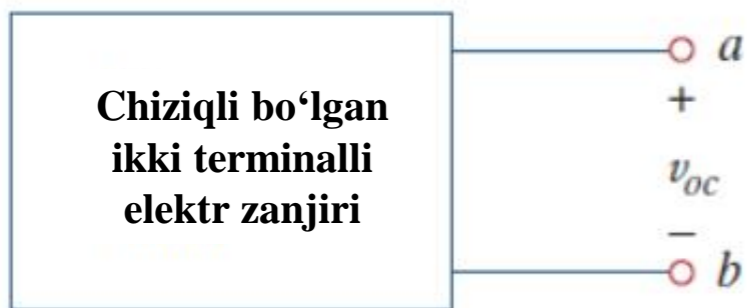 Chiziqli bo‘lgan
ikki terminalli
elektr zanjiri
a
+
v_oc
−
b